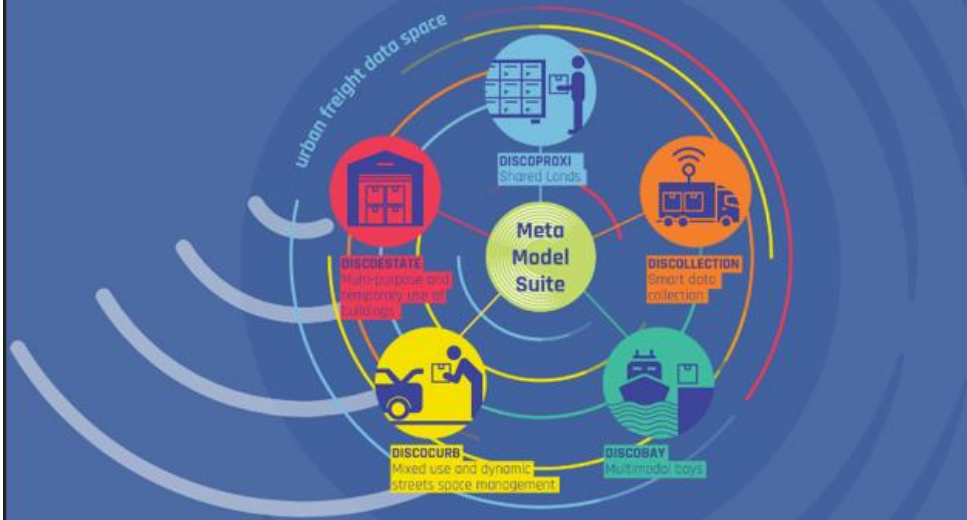 urban freight data space
DISCOPROXI
Shared Londs
Meta
Model
Suite
DISCOLLECTION
Smart data
collection
DISCOESTATE
Multi-purpose and
temporary use of
buildings
DISCOCURB
Mixed use and dynamic
streets space management
DISCOBAY
Multimodal bays